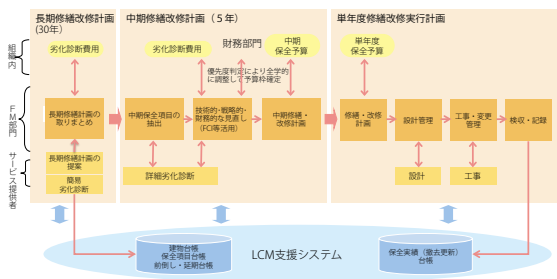 長期修繕改修計画
(30年)
中期修繕改修計画（５年）
単年度修繕改修実行計画
組織内
劣化診断費用
劣化診断費用
財務部門
中期
保全予算
単年度
保全予算
優先度判定により全学的
に調整して予算枠確定
ＦＭ部門
長期修繕計画の
取りまとめ
中期保全項目の
抽出
技術的・戦略的・
財務的な見直し
(FCI等活用)
中期修繕・
改修計画
修繕・改修
計画
設計管理
工事・変更
管理
検収・記録
サービス提供者
長期修繕計画の
提案
簡易
劣化診断
詳細劣化診断
設計
工事
建物台帳
保全項目台帳
前倒し・延期台帳
LCM支援システム
保全実績（撤去更新）
台帳